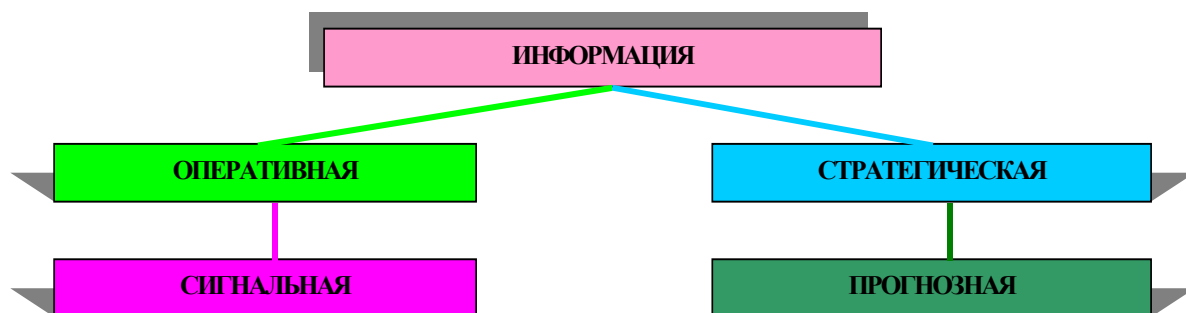 ИНФОРМАЦИЯ
ОПЕРАТИВНАЯ
СТРАТЕГИЧЕСКАЯ
СИГНАЛЬНАЯ
ПРОГНОЗНАЯ